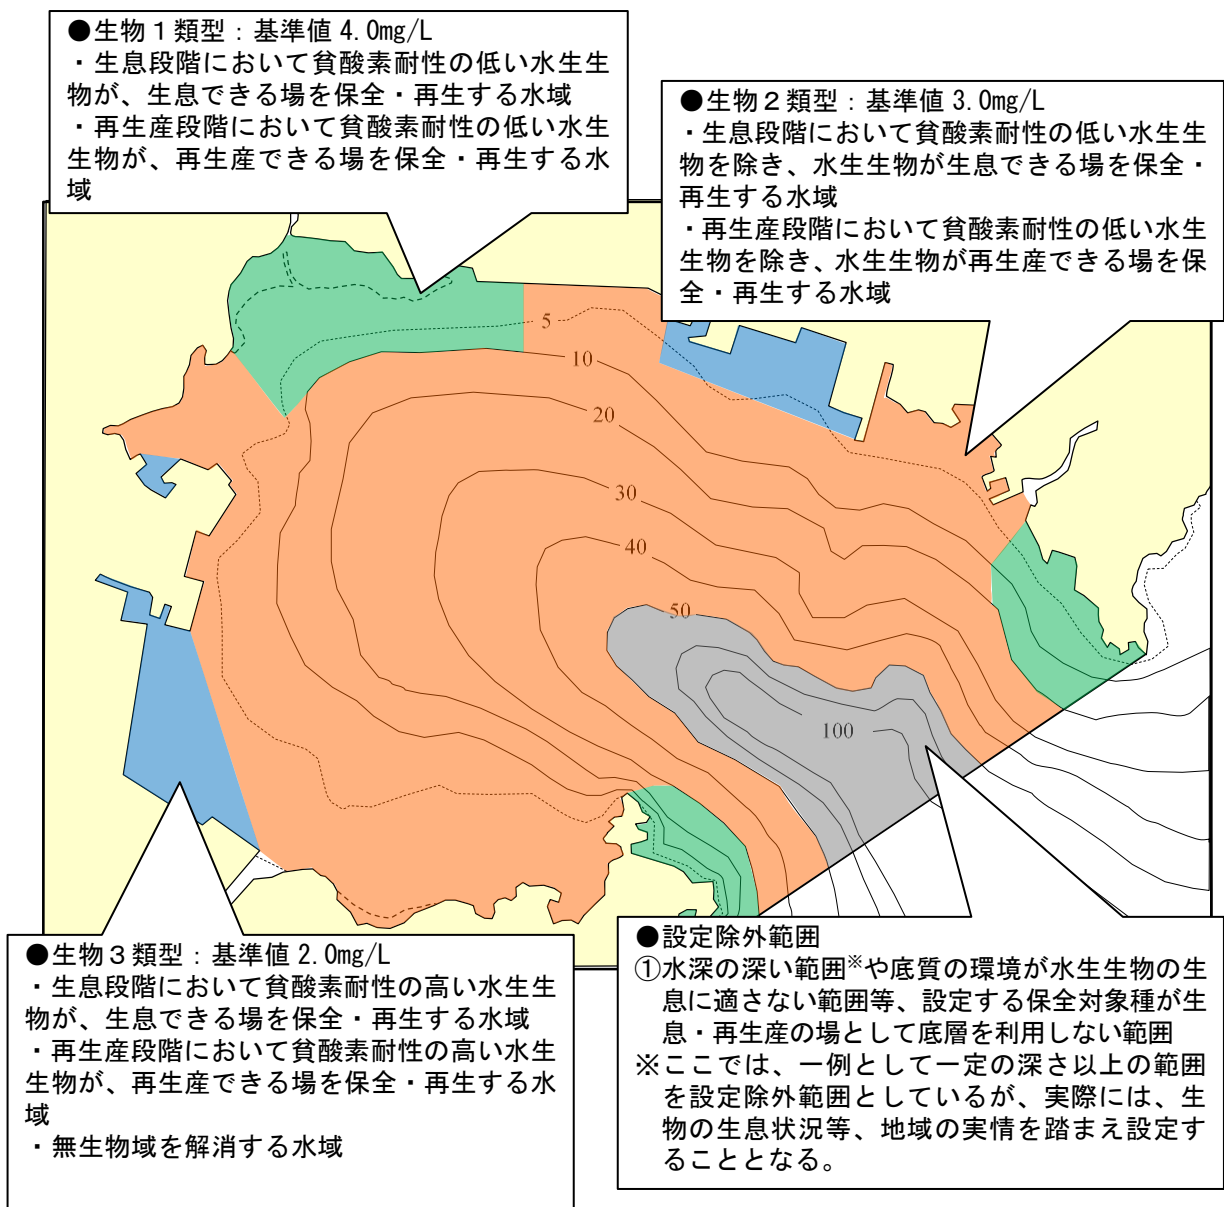 ●生物１類型：基準値 4.0mg/L
・生息段階において貧酸素耐性の低い水生生
物が、生息できる場を保全・再生する水域
・再生産段階において貧酸素耐性の低い水生
生物が、再生産できる場を保全・再生する水
域
●生物２類型：基準値 3.0mg/L
・生息段階において貧酸素耐性の低い水生生
物を除き、水生生物が生息できる場を保全・
再生する水域
・再生産段階において貧酸素耐性の低い水生
生物を除き、水生生物が再生産できる場を保
全・再生する水域
5
10
20
30
40
50
100
●生物３類型：基準値 2.0mg/L
・生息段階において貧酸素耐性の高い水生生
物が、生息できる場を保全・再生する水域
・再生産段階において貧酸素耐性の高い水生
生物が、再生産できる場を保全・再生する水
域
・無生物域を解消する水域
●設定除外範囲
①水深の深い範囲※や底質の環境が水生生物の生
息に適さない範囲等、設定する保全対象種が生
息・再生産の場として底層を利用しない範囲
※ここでは、一例として一定の深さ以上の範囲
を設定除外範囲としているが、実際には、生
物の生息状況等、地域の実情を踏まえ設定す
ることとなる。